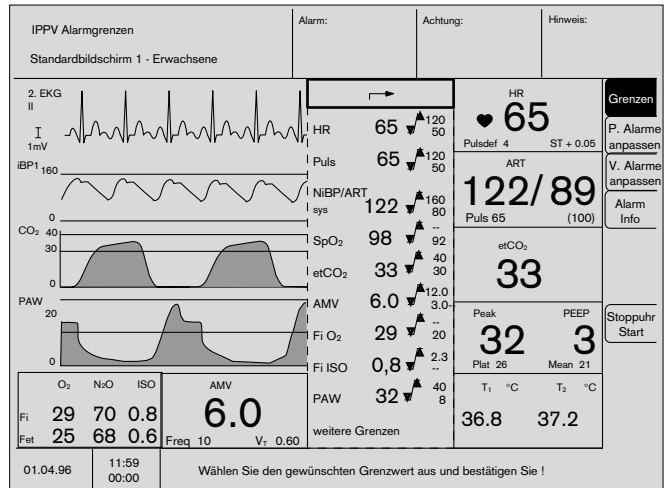 IPPV Alarmgrenzen
Standardbildschirm 1 - Erwachsene
Alarm:
Achtung:
Hinweis:
2. EKG
II
1mV
iBP1 160
0
CO₂ 40
30
0
PAW
20
0
HR 65 120 50
Puls 65 120 50
NiBP/ART
sys 122 160 80
SpO₂ 98 -- 92
etCO₂ 33 40 30
AMV 6.0 12.0 3.0
Fi O₂ 29 -- 20
Fi ISO 0,8 2.3 --
PAW 32 40 8
weitere Grenzen
HR
65
Pulsdef 4 ST + 0.05
ART
122/ 89
Puls 65 (100)
etCO₂
33
Peak PEEP
32 3
Plat 26 Mean 21
T₁ °C T₂ °C
36.8 37.2
Grenzen
P. Alarme
anpassen
V. Alarme
anpassen
Alarm
Info
Stoppuhr
Start
O₂ N₂O ISO
Fi 29 70 0.8
Fet 25 68 0.6
AMV
6.0
Freq 10 V_T 0.60
01.04.96
11:59
00:00
Wählen Sie den gewünschten Grenzwert aus und bestätigen Sie !